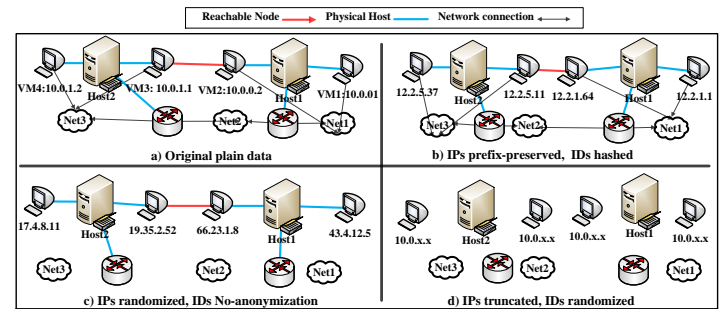 Reachable Node Physical Host Network connection
VM4:10.0.1.2 Host2 VM3: 10.0.1.1 VM2:10.0.0.2 Host1 VM1:10.0.01
Net3 Net2 Net1
a) Original plain data
12.2.5.37 Host2 12.2.5.11 12.2.1.64 Host1 12.2.1.1
Net3 Net2 Net1
b) IPs prefix-preserved, IDs hashed
17.4.8.11 Host2 19.35.2.52 66.23.1.8 Host1 43.4.12.5
Net3 Net2 Net1
c) IPs randomized, IDs No-anonymization
10.0.x.x Host2 10.0.x.x 10.0.x.x Host1 10.0.x.x
Net3 Net2 Net1
d) IPs truncated, IDs randomized